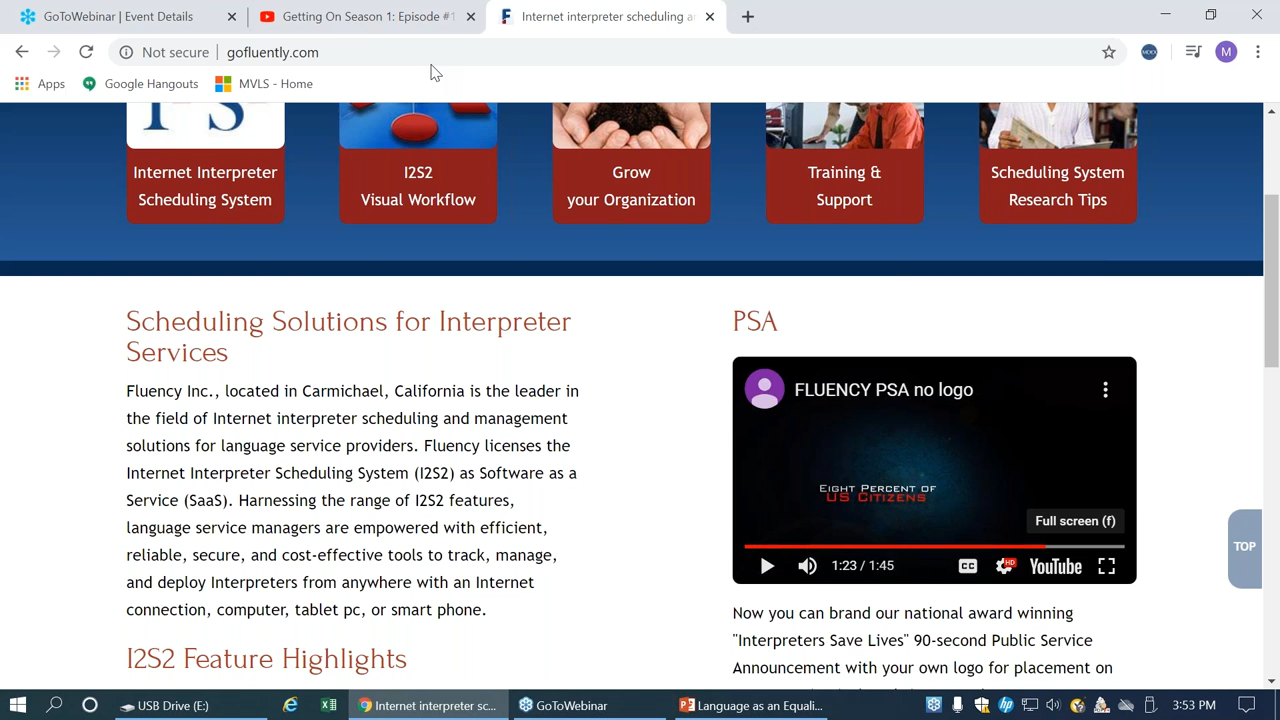 GoToWebinar | Event Details
Getting On Season 1: Episode #1
Internet interpreter scheduling a
Not secure
gofluently.com
M
Apps
Google Hangouts
MVLS - Home
Internet Interpreter
Scheduling System
I2S2
Visual Workflow
Grow
your Organization
Training &
Support
Scheduling System
Research Tips
Scheduling Solutions for Interpreter
Services
Fluency Inc., located in Carmichael, California is the leader in
the field of Internet interpreter scheduling and management
solutions for language service providers. Fluency licenses the
Internet Interpreter Scheduling System (I2S2) as Software as a
Service (SaaS). Harnessing the range of I2S2 features,
language service managers are empowered with efficient,
reliable, secure, and cost-effective tools to track, manage,
and deploy Interpreters from anywhere with an Internet
connection, computer, tablet pc, or smart phone.
I2S2 Feature Highlights
PSA
FLUENCY PSA no logo
EIGHT PERCENT OF
US CITIZENS
Full screen (f)
1:23 / 1:45
CC
HD
YouTube
Now you can brand our national award winning
"Interpreters Save Lives" 90-second Public Service
Announcement with your own logo for placement on
TOP
USB Drive (E:)
Internet interpreter sc...
GoToWebinar
Language as an Equali...
3:53 PM